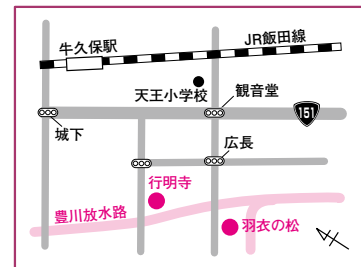 牛久保駅
JR飯田線
天王小学校
観音堂
151
城下
広長
行明寺
豊川放水路
羽衣の松